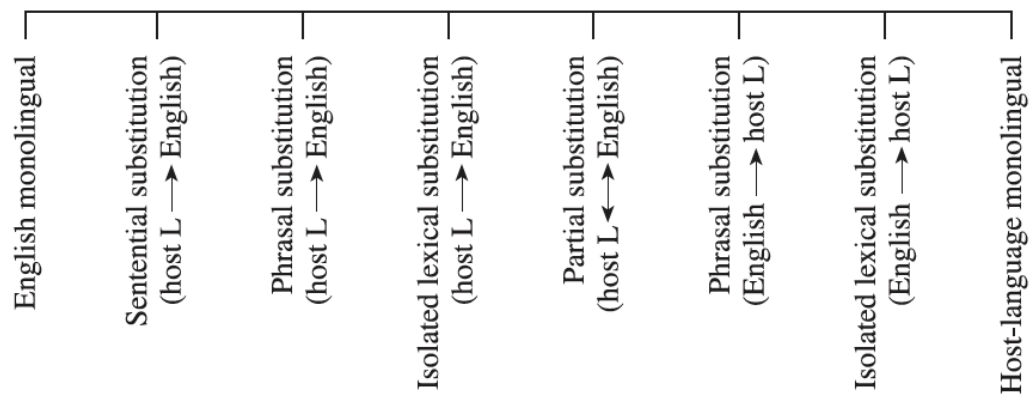 English monolingual
Sentential substitution
(host L → English)
Phrasal substitution
(host L → English)
Isolated lexical substitution
(host L → English)
Partial substitution
(host L ↔ English)
Phrasal substitution
(English → host L)
Isolated lexical substitution
(English → host L)
Host-language monolingual